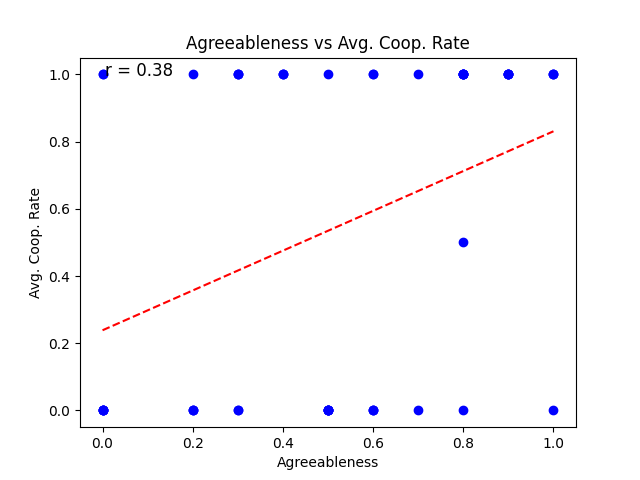 Agreeableness vs Avg. Coop. Rate
r = 0.38
1.0
0.8
0.6
0.4
0.2
0.0
Avg. Coop. Rate
0.0 0.2 0.4 0.6 0.8 1.0
Agreeableness